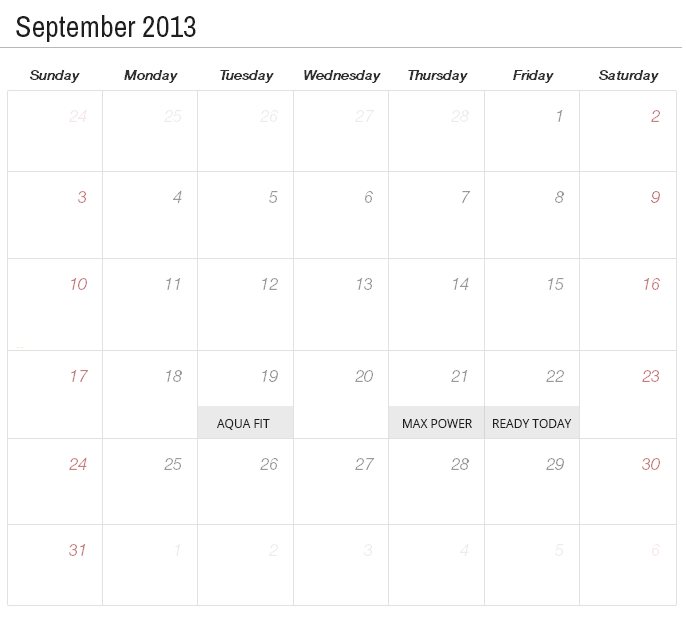 September 2013
Sunday Monday Tuesday Wednesday Thursday Friday Saturday
24 25 26 27 28 1 2
3 4 5 6 7 8 9
10 11 12 13 14 15 16
17 18 19 20 21 22 23
AQUA FIT MAX POWER READY TODAY
24 25 26 27 28 29 30
31 1 2 3 4 5 6